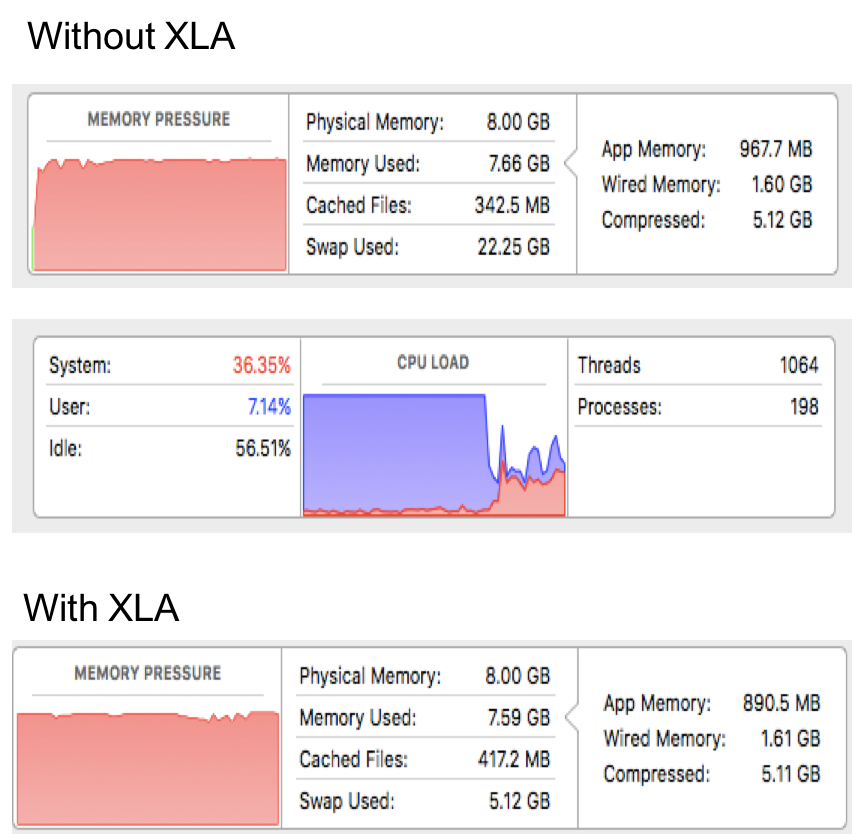 Without XLA
MEMORY PRESSURE
Physical Memory: 8.00 GB
Memory Used: 7.66 GB
Cached Files: 342.5 MB
Swap Used: 22.25 GB
App Memory: 967.7 MB
Wired Memory: 1.60 GB
Compressed: 5.12 GB
System: 36.35%
User: 7.14%
Idle: 56.51%
CPU LOAD
Threads 1064
Processes: 198
With XLA
MEMORY PRESSURE
Physical Memory: 8.00 GB
Memory Used: 7.59 GB
Cached Files: 417.2 MB
Swap Used: 5.12 GB
App Memory: 890.5 MB
Wired Memory: 1.61 GB
Compressed: 5.11 GB